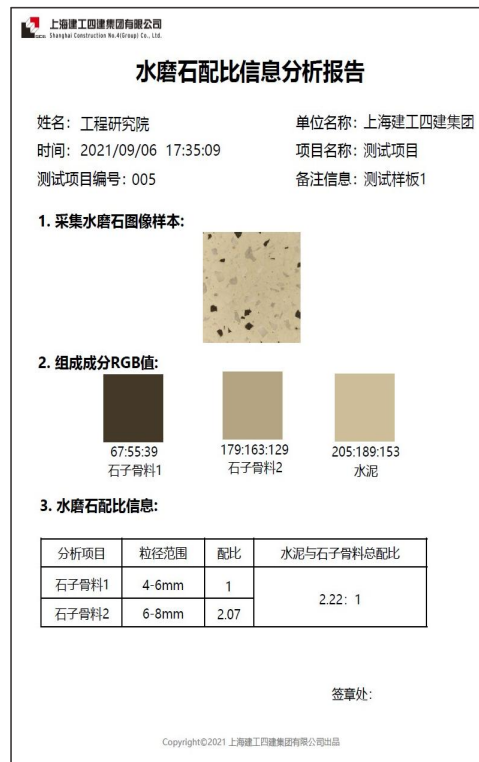 上海建工四建集团有限公司
Shanghai Construction No.4(Group) Co., Ltd.
水磨石配比信息分析报告
姓名：工程研究院 单位名称：上海建工四建集团
时间：2021/09/06 17:35:09 项目名称：测试项目
测试项目编号：005 备注信息：测试样板1
1. 采集水磨石图像样本：
2. 组成成分RGB值：
67:55:39 179:163:129 205:189:153
石子骨料1 石子骨料2 水泥
3. 水磨石配比信息：
分析项目 粒径范围 配比 水泥与石子骨料总配比
石子骨料1 4-6mm 1 2.22：1
石子骨料2 6-8mm 2.07
签章处：
Copyright©2021 上海建工四建集团有限公司出品